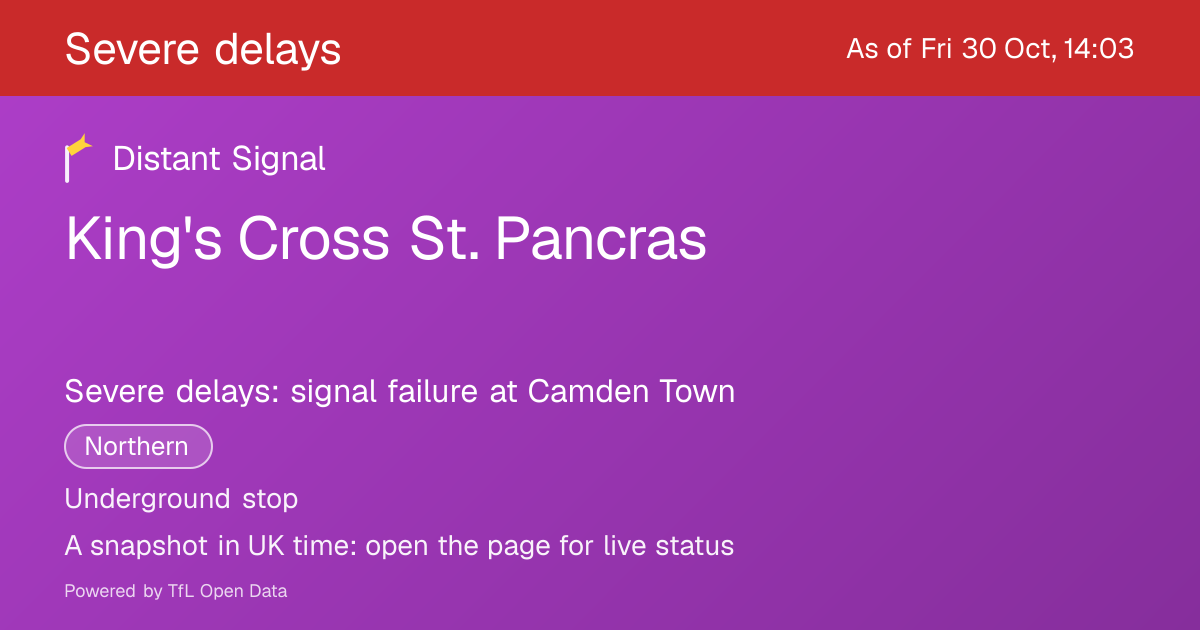 Severe delays
As of Fri 30 Oct, 14:03
Distant Signal
King's Cross St. Pancras
Severe delays: signal failure at Camden Town
Northern
Underground stop
A snapshot in UK time: open the page for live status
Powered by TfL Open Data